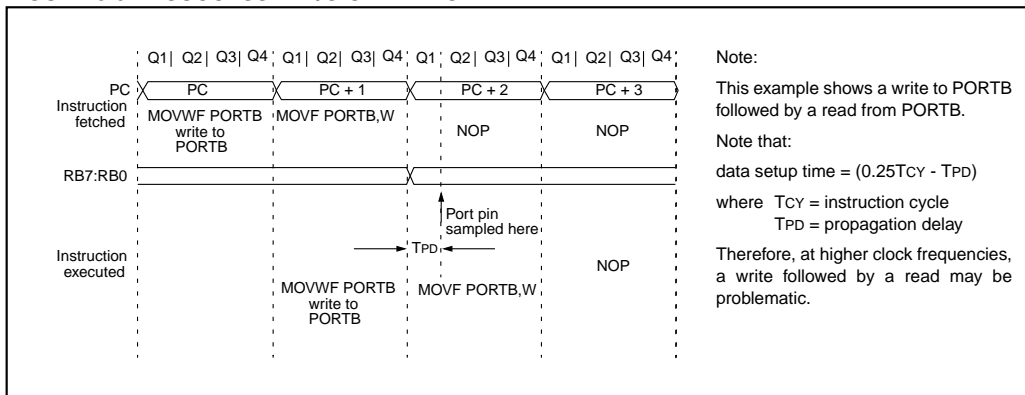 Q1| Q2| Q3| Q4 Q1| Q2| Q3| Q4 Q1| Q2| Q3| Q4 Q1| Q2| Q3| Q4
PC PC PC + 1 PC + 2 PC + 3
Instruction
fetched
MOVWF PORTB
write to
PORTB
MOVF PORTB,W
NOP
NOP
RB7:RB0
Port pin
sampled here
TPD
Instruction
executed
MOVWF PORTB
write to
PORTB
MOVF PORTB,W
NOP
Note:
This example shows a write to PORTB
followed by a read from PORTB.
Note that:
data setup time = (0.25TCY - TPD)
where TCY = instruction cycle
TPD = propagation delay
Therefore, at higher clock frequencies,
a write followed by a read may be
problematic.